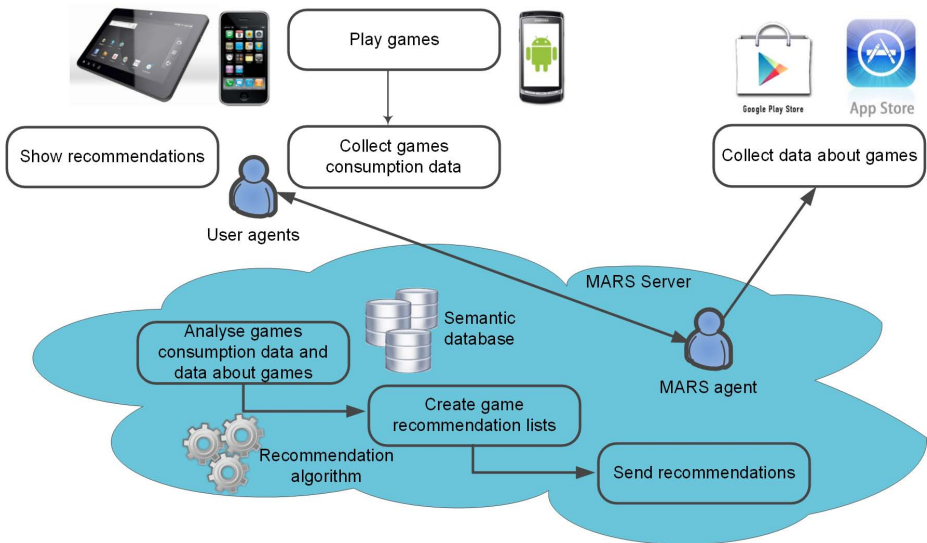 Play games
Google Play Store
App Store
Show recommendations
Collect games
consumption data
Collect data about games
User agents
MARS Server
Semantic
database
Analyse games
consumption data and
data about games
MARS agent
Create game
recommendation lists
Recommendation
algorithm
Send recommendations